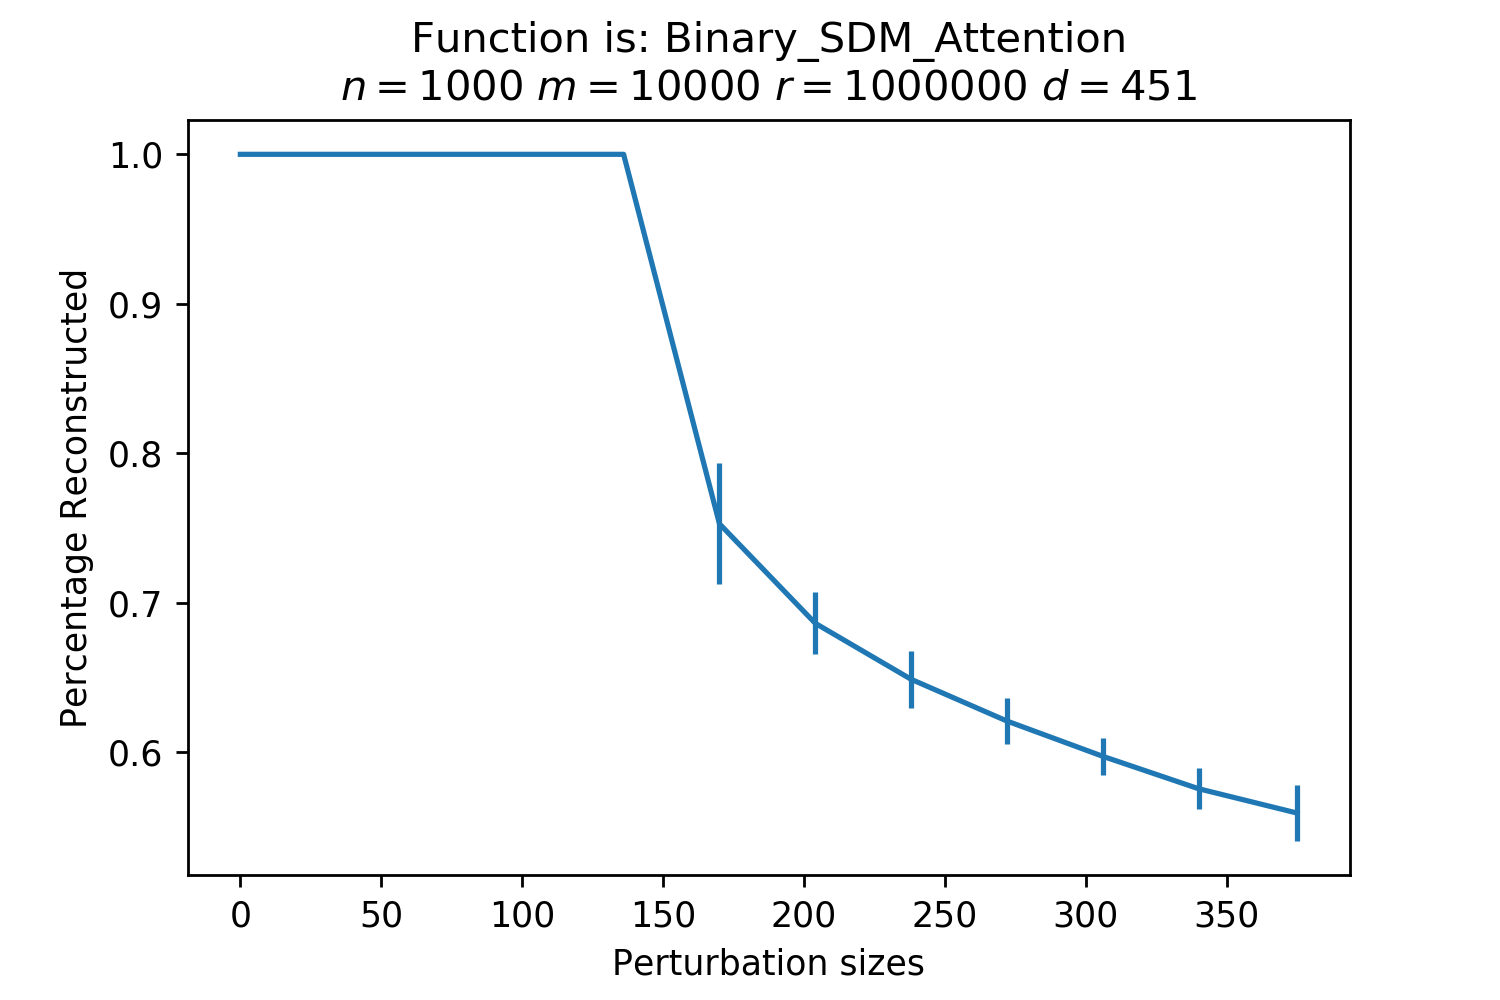 Function is: Binary_SDM_Attention
n = 1000 m = 10000 r = 1000000 d = 451
1.0
0.9
0.8
0.7
0.6
Percentage Reconstructed
0 50 100 150 200 250 300 350
Perturbation sizes